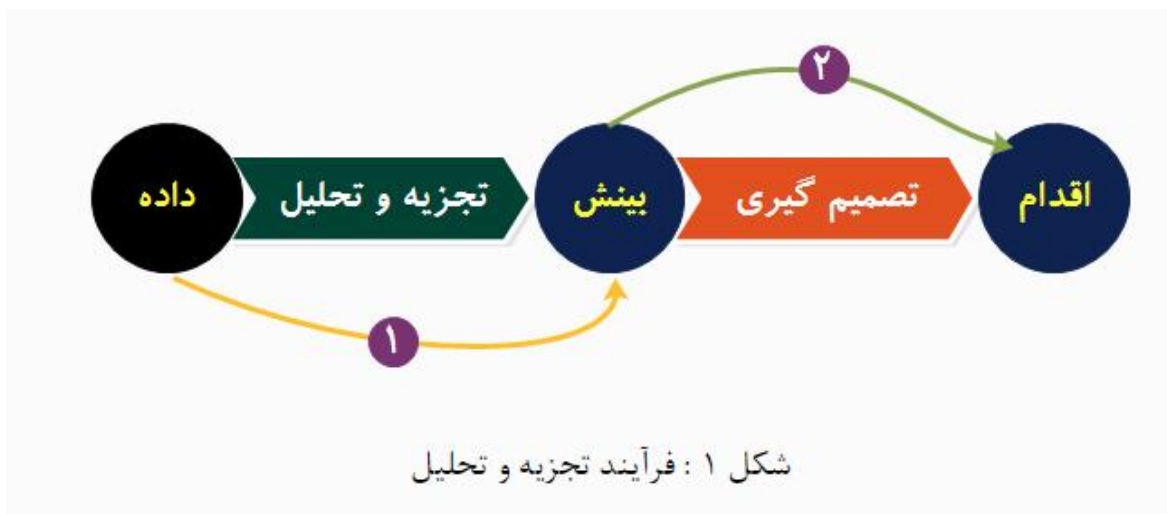 ۲
داده
تجزیه و تحلیل
بینش
تصمیم گیری
اقدام
۱
شکل ۱ : فرآیند تجزیه و تحلیل